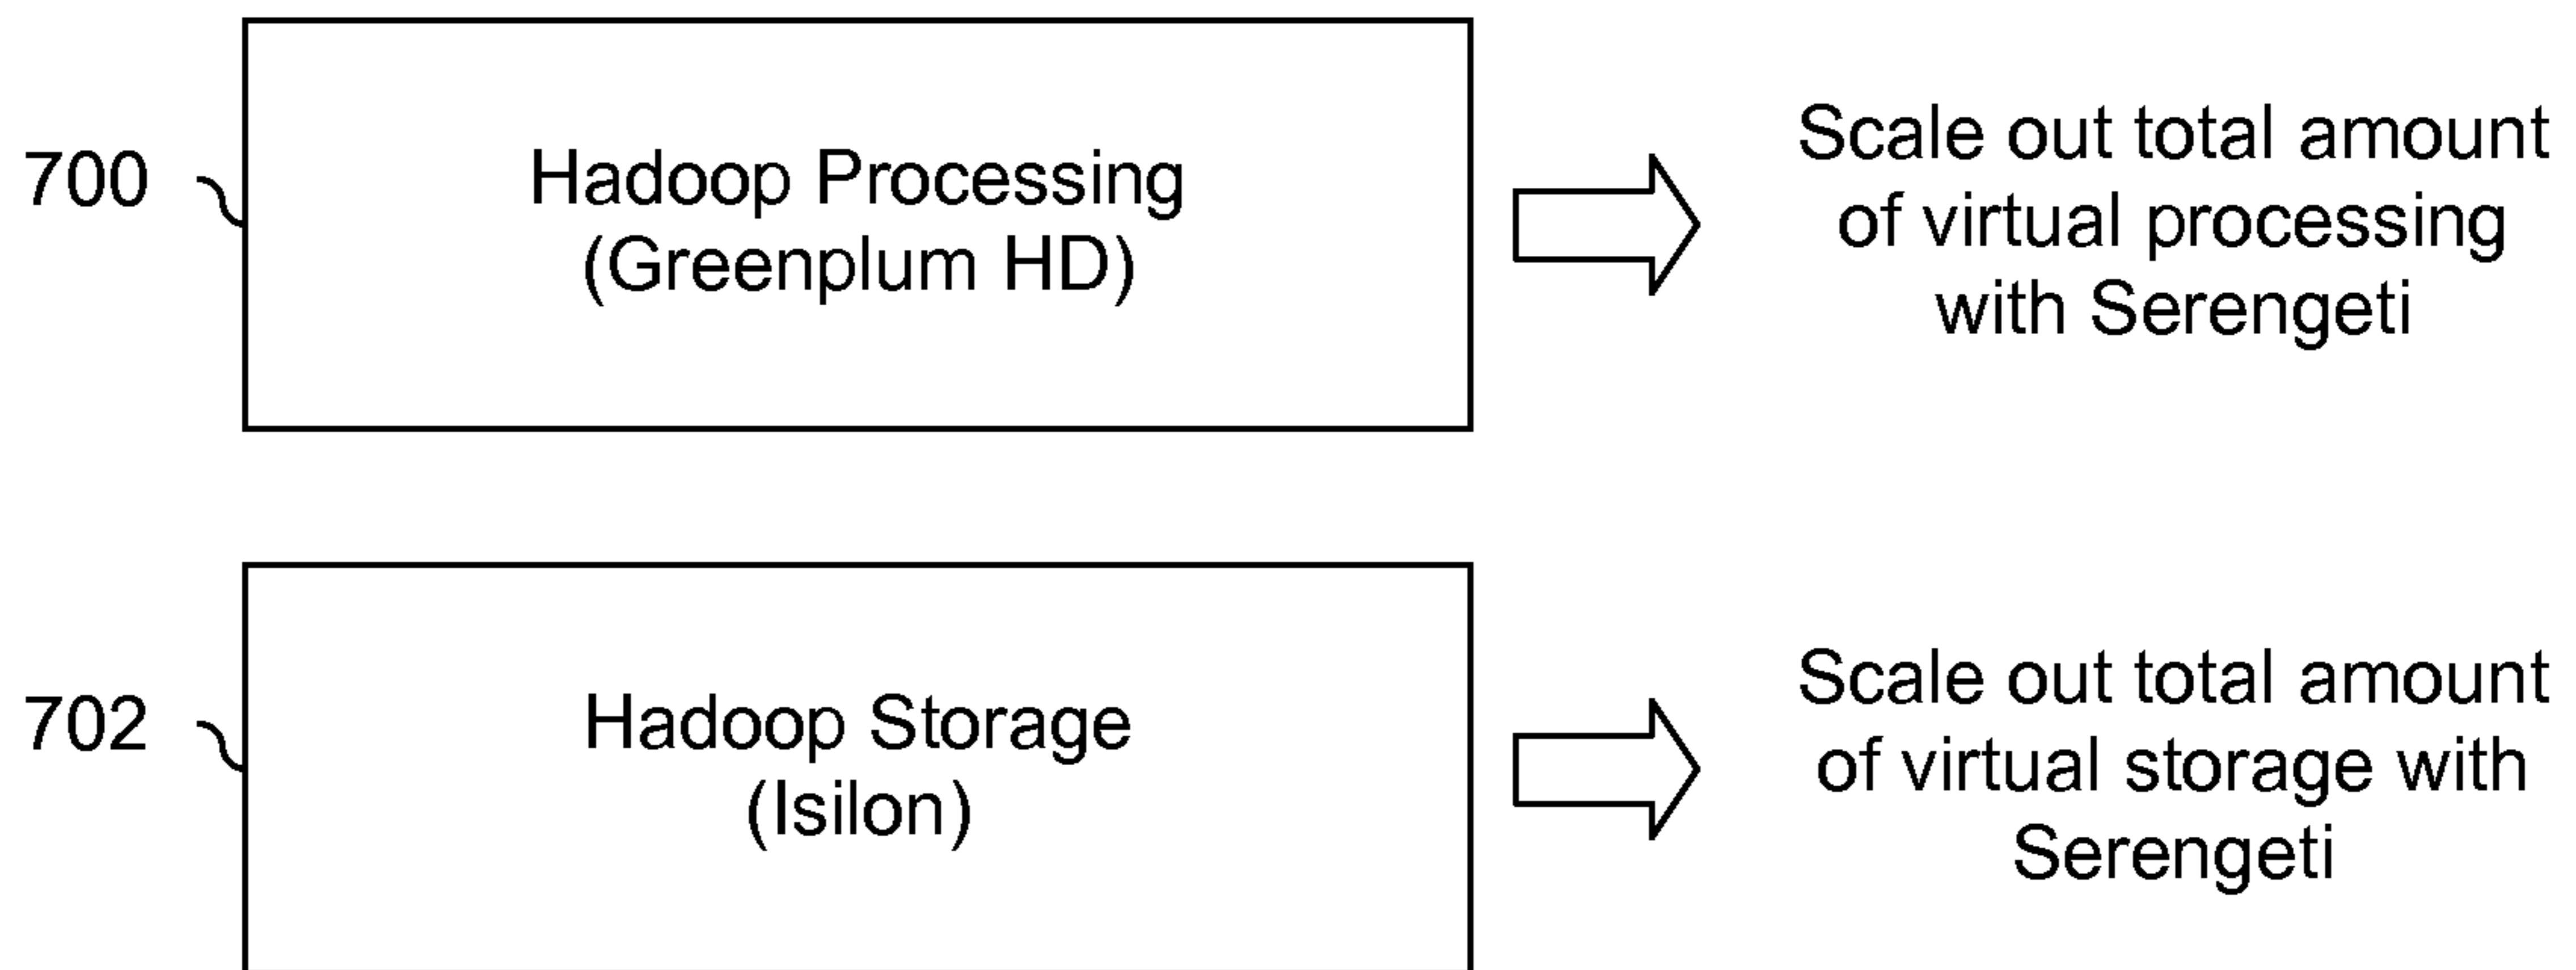 700
Hadoop Processing
(Greenplum HD)
Scale out total amount
of virtual processing
with Serengeti
702
Hadoop Storage
(Isilon)
Scale out total amount
of virtual storage with
Serengeti